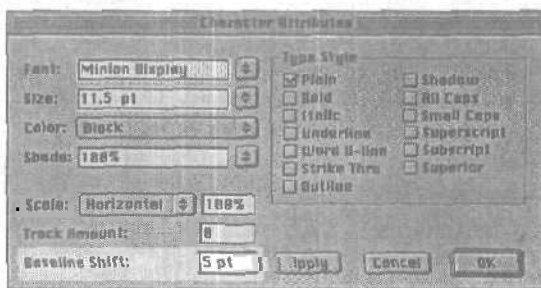 Character Attributes
Font: Minion Display
Size: 11.5 pt
Color: Black
Shade: 100%
Scale: Horizontal 100%
Track Amount: 0
Baseline Shift: 5 pt
Type Style
Plain
Bold
Italic
Underline
Word U-line
Strike Thru
Outline
Shadow
All Caps
Small Caps
Superscript
Subscript
Superior
Apply Cancel OK